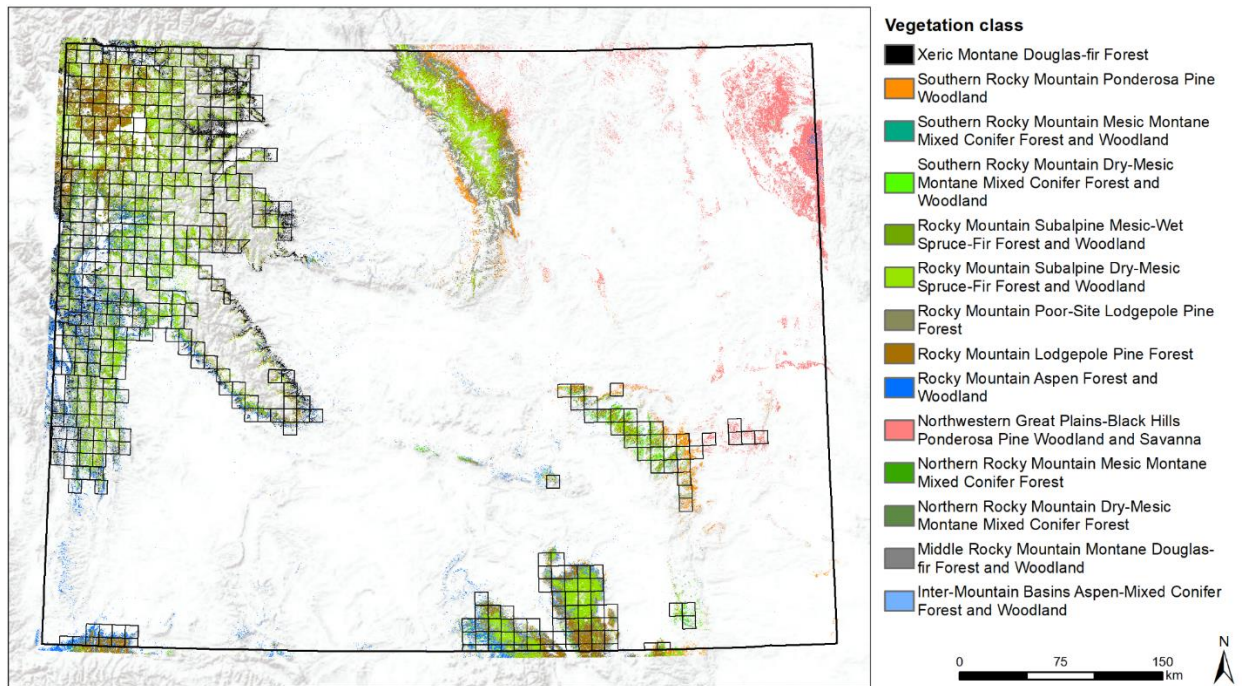 Vegetation class
Xeric Montane Douglas-fir Forest
Southern Rocky Mountain Ponderosa Pine
Woodland
Southern Rocky Mountain Mesic Montane
Mixed Conifer Forest and Woodland
Southern Rocky Mountain Dry-Mesic
Montane Mixed Conifer Forest and
Woodland
Rocky Mountain Subalpine Mesic-Wet
Spruce-Fir Forest and Woodland
Rocky Mountain Subalpine Dry-Mesic
Spruce-Fir Forest and Woodland
Rocky Mountain Poor-Site Lodgepole Pine
Forest
Rocky Mountain Lodgepole Pine Forest
Rocky Mountain Aspen Forest and
Woodland
Northwestern Great Plains-Black Hills
Ponderosa Pine Woodland and Savanna
Northern Rocky Mountain Mesic Montane
Mixed Conifer Forest
Northern Rocky Mountain Dry-Mesic
Montane Mixed Conifer Forest
Middle Rocky Mountain Montane Douglas-
fir Forest and Woodland
Inter-Mountain Basins Aspen-Mixed Conifer
Forest and Woodland
N
0 75 150
km